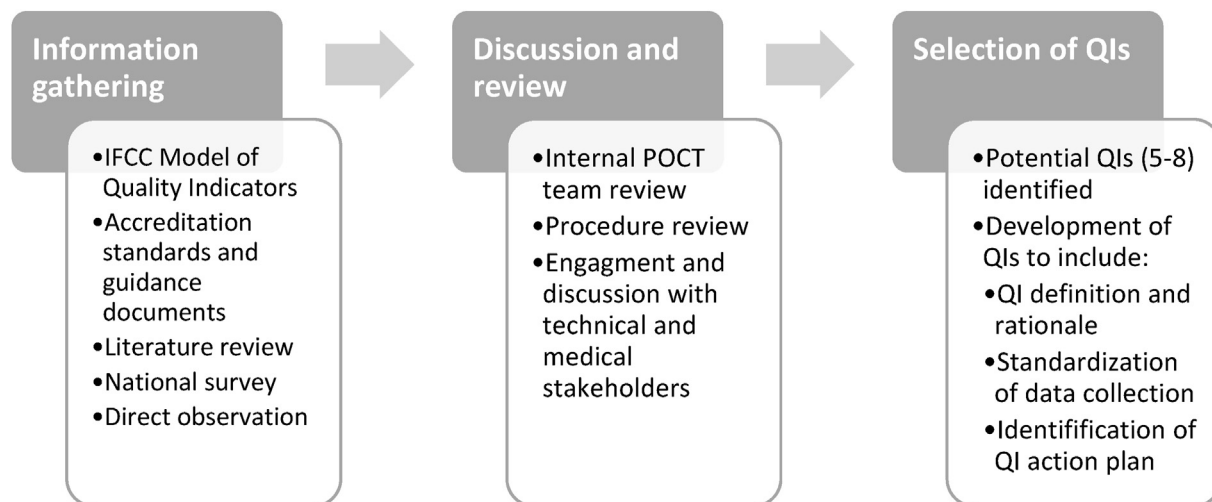 Information
gathering
•IFCC Model of
Quality Indicators
•Accreditation
standards and
guidance
documents
•Literature review
•National survey
•Direct observation
Discussion and
review
•Internal POCT
team review
•Procedure review
•Engagment and
discussion with
technical and
medical
stakeholders
Selection of QIs
•Potential QIs (5-8)
identified
•Development of
QIs to include:
•QI definition and
rationale
•Standardization
of data collection
•Identifification of
QI action plan